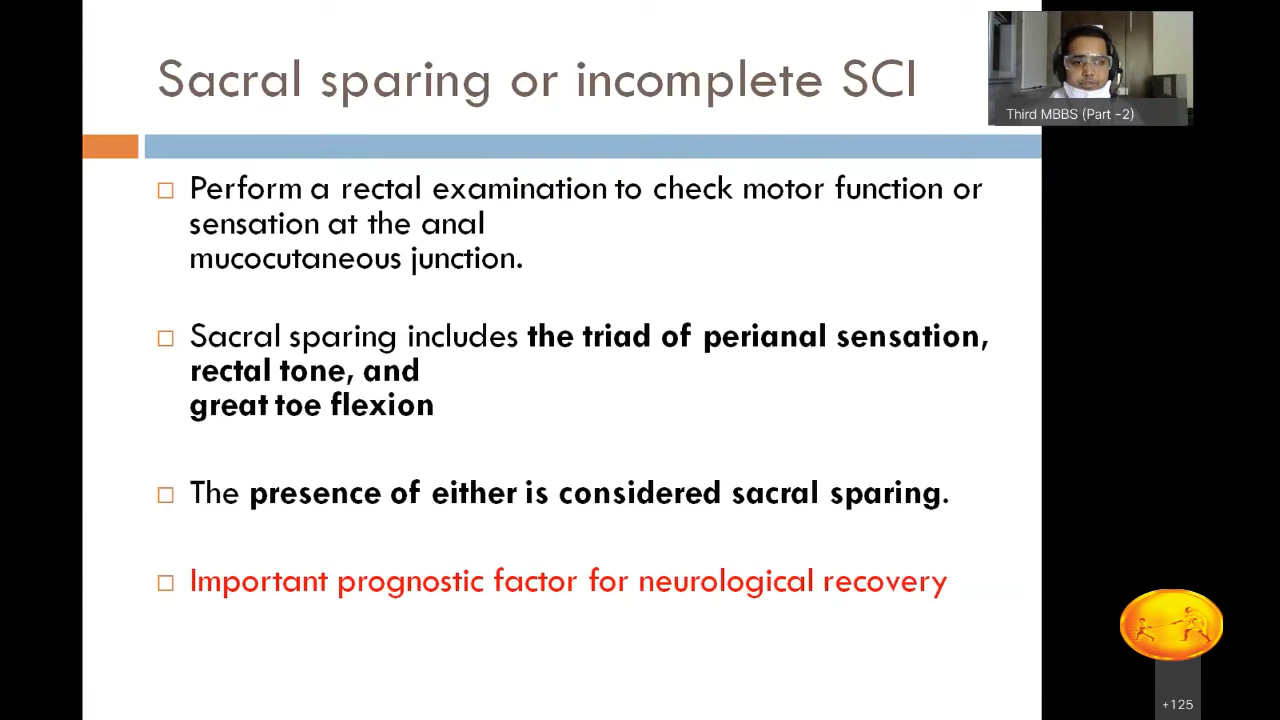 Sacral sparing or incomplete SCI
Third MBBS (Part -2)
□ Perform a rectal examination to check motor function or
sensation at the anal
mucocutaneous junction.
□ Sacral sparing includes the triad of perianal sensation,
rectal tone, and
great toe flexion
□ The presence of either is considered sacral sparing.
□ Important prognostic factor for neurological recovery
+125